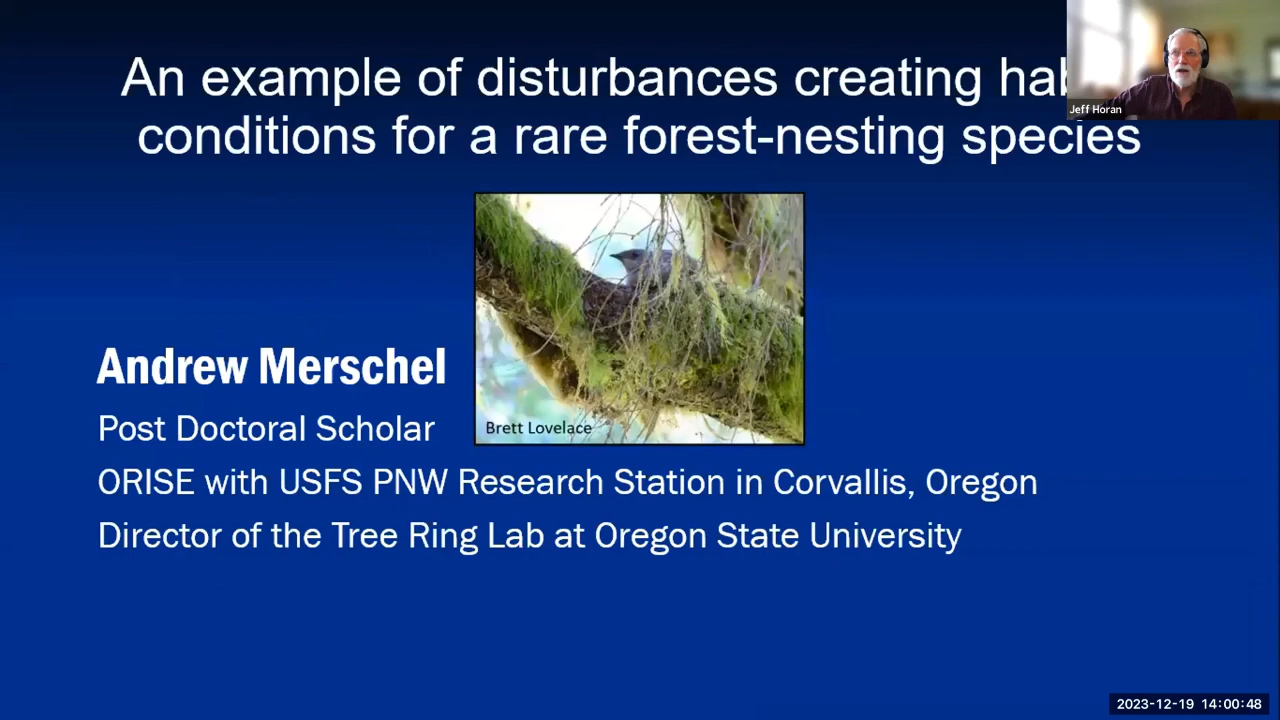 An example of disturbances creating
conditions for a rare forest-nesting species
Jeff Horan
Brett Lovelace
Andrew Merschel
Post Doctoral Scholar
ORISE with USFS PNW Research Station in Corvallis, Oregon
Director of the Tree Ring Lab at Oregon State University
2023-12-19 14:00:48